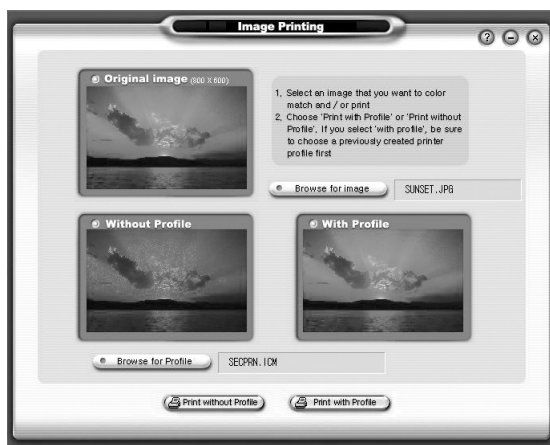 Image Printing
Original image (800 X 600)
1, Select an image that you want to color
match and / or print
2, Choose 'Print with Profile' or 'Print without
Profile', If you select 'with profile', be sure
to choose a previously created printer
profile first
Browse for image
SUNSET.JPG
Without Profile
With Profile
Browse for Profile
SECPRN.ICM
Print without Profile
Print with Profile